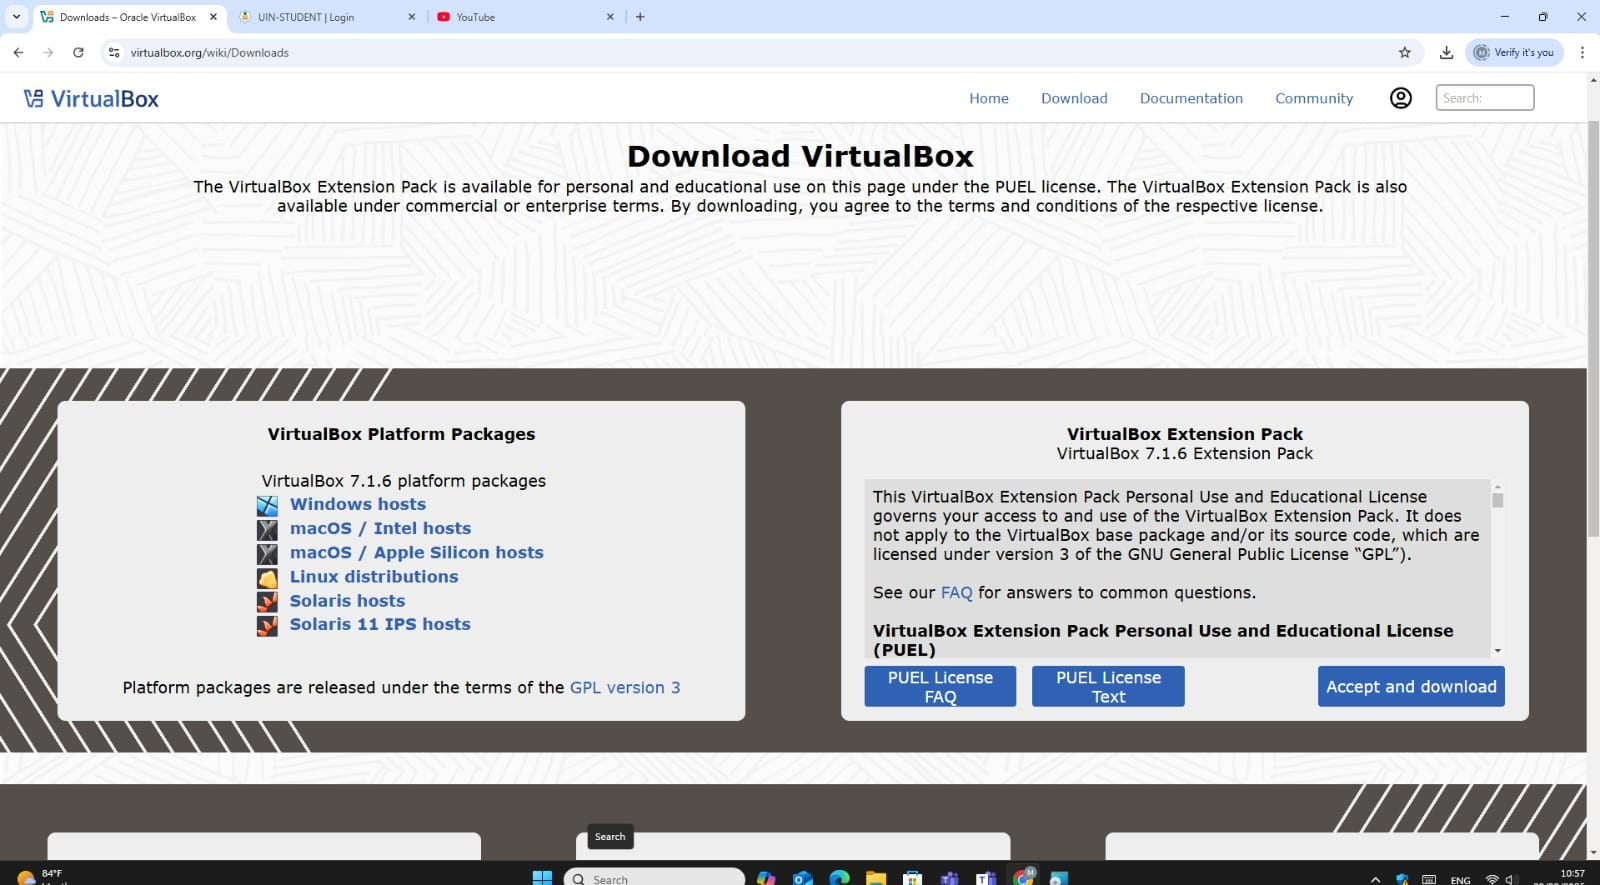 Downloads – Oracle VirtualBox
UIN-STUDENT | Login
YouTube
virtualbox.org/wiki/Downloads
Verify it's you
VirtualBox
Home
Download
Documentation
Community
Search:
Download VirtualBox
The VirtualBox Extension Pack is available for personal and educational use on this page under the PUEL license. The VirtualBox Extension Pack is also
available under commercial or enterprise terms. By downloading, you agree to the terms and conditions of the respective license.
VirtualBox Platform Packages
VirtualBox 7.1.6 platform packages
Windows hosts
macOS / Intel hosts
macOS / Apple Silicon hosts
Linux distributions
Solaris hosts
Solaris 11 IPS hosts
Platform packages are released under the terms of the GPL version 3
VirtualBox Extension Pack
VirtualBox 7.1.6 Extension Pack
This VirtualBox Extension Pack Personal Use and Educational License
governs your access to and use of the VirtualBox Extension Pack. It does
not apply to the VirtualBox base package and/or its source code, which are
licensed under version 3 of the GNU General Public License “GPL”).
See our FAQ for answers to common questions.
VirtualBox Extension Pack Personal Use and Educational License
(PUEL)
PUEL License
FAQ
PUEL License
Text
Accept and download
Search
84°F
Search
ENG
10:57